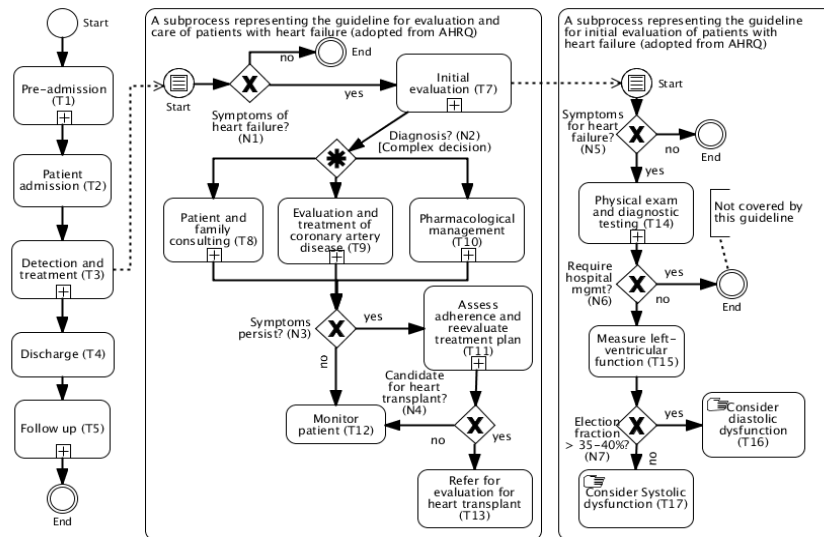 Start
Pre-admission
(T1)
Patient
admission (T2)
Detection and
treatment (T3)
Discharge (T4)
Follow up (T5)
End
A subprocess representing the guideline for evaluation and
care of patients with heart failure (adopted from AHRQ)
Start
no
End
yes
Symptoms of
heart failure?
(N1)
Initial
evaluation (T7)
Diagnosis? (N2)
[Complex decision)
Patient and
family
consulting (T8)
Evaluation and
treatment of
coronary artery
disease (T9)
Pharmacological
management
(T10)
Symptoms
persist? (N3)
yes
no
Assess
adherence and
reevaluate
treatment plan
(T11)
Candidate
for heart
transplant?
(N4)
Monitor
patient (T12)
no
yes
Refer for
evaluation for
heart transplant
(T13)
A subprocess representing the guideline
for initial evaluation of patients with
heart failure (adopted from AHRQ)
Start
Symptoms
for heart
failure?
(N5)
no
End
yes
Physical exam
and diagnostic
testing (T14)
Not covered by
this guideline
Require
hospital
mgmt?
(N6)
yes
no
End
Measure left-
ventricular
function
(T15)
Election
fraction
> 35-40%?
(N7)
yes
no
Consider
diastolic
dysfunction
(T16)
Consider Systolic
dysfunction (T17)